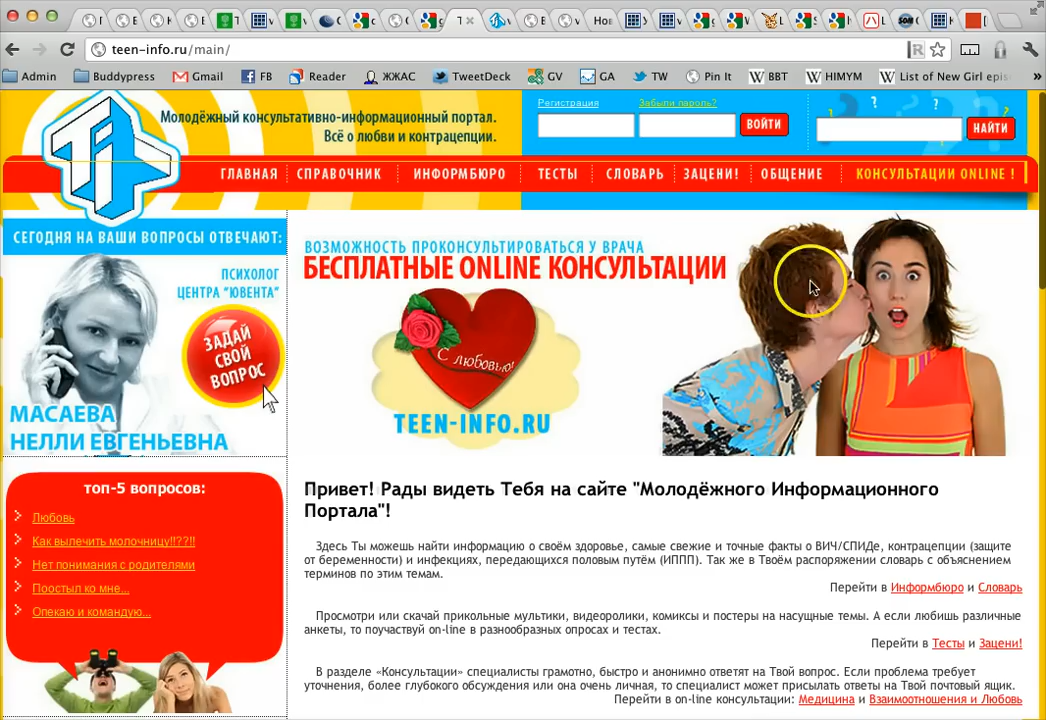 teen-info.ru/main/
Admin
Buddypress
Gmail
FB
Reader
ЖЖАС
TweetDeck
GV
GA
TW
Pin It
BBT
HIMYM
List of New Girl epis
Молодёжный консультативно-информационный портал.
Всё о любви и контрацепции.
Регистрация
Забыли пароль?
ВОЙТИ
НАЙТИ
ГЛАВНАЯ
СПРАВОЧНИК
ИНФОРМБЮРО
ТЕСТЫ
СЛОВАРЬ
ЗАЦЕНИ!
ОБЩЕНИЕ
КОНСУЛЬТАЦИИ ONLINE !
СЕГОДНЯ НА ВАШИ ВОПРОСЫ ОТВЕЧАЮТ:
ПСИХОЛОГ
ЦЕНТРА "ЮВЕНТА"
ЗАДАЙ
СВОЙ
ВОПРОС
МАСАЕВА
НЕЛЛИ ЕВГЕНЬЕВНА
ВОЗМОЖНОСТЬ ПРОКОНСУЛЬТИРОВАТЬСЯ У ВРАЧА
БЕСПЛАТНЫЕ ONLINE КОНСУЛЬТАЦИИ
С любовью!
TEEN-INFO.RU
топ-5 вопросов:
Любовь
Как вылечить молочницу!!??!!
Нет понимания с родителями
Поостыл ко мне...
Опекаю и командую...
Привет! Рады видеть Тебя на сайте "Молодёжного Информационного
Портала"!
Здесь Ты можешь найти информацию о своём здоровье, самые свежие и точные факты о ВИЧ/СПИДе, контрацепции (защите
от беременности) и инфекциях, передающихся половым путём (ИППП). Так же в Твоём распоряжении словарь с объяснением
терминов по этим темам.
Перейти в Информбюро и Словарь
Просмотри или скачай прикольные мультики, видеоролики, комиксы и постеры на насущные темы. А если любишь различные
анкеты, то поучаствуй on-line в разнообразных опросах и тестах.
Перейти в Тесты и Зацени!
В разделе «Консультации» специалисты грамотно, быстро и анонимно ответят на Твой вопрос. Если проблема требует
уточнения, более глубокого обсуждения или она очень личная, то специалист может присылать ответы на Твой почтовый ящик.
Перейти в on-line консультации: Медицина и Взаимоотношения и Любовь